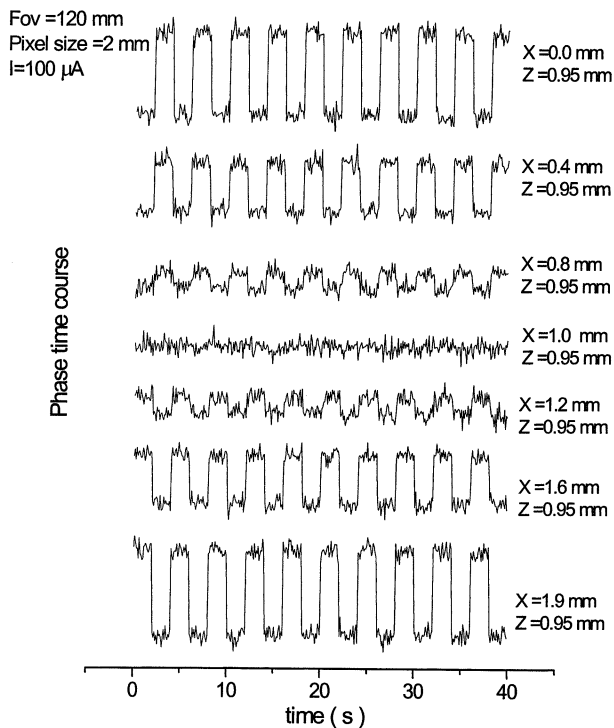 Fov =120 mm
Pixel size =2 mm
I=100 μA
X =0.0 mm
Z =0.95 mm
X =0.4 mm
Z =0.95 mm
Phase time course
X =0.8 mm
Z =0.95 mm
X =1.0 mm
Z =0.95 mm
X =1.2 mm
Z =0.95 mm
X =1.6 mm
Z =0.95 mm
X =1.9 mm
Z =0.95 mm
0 10 20 30 40
time ( s )